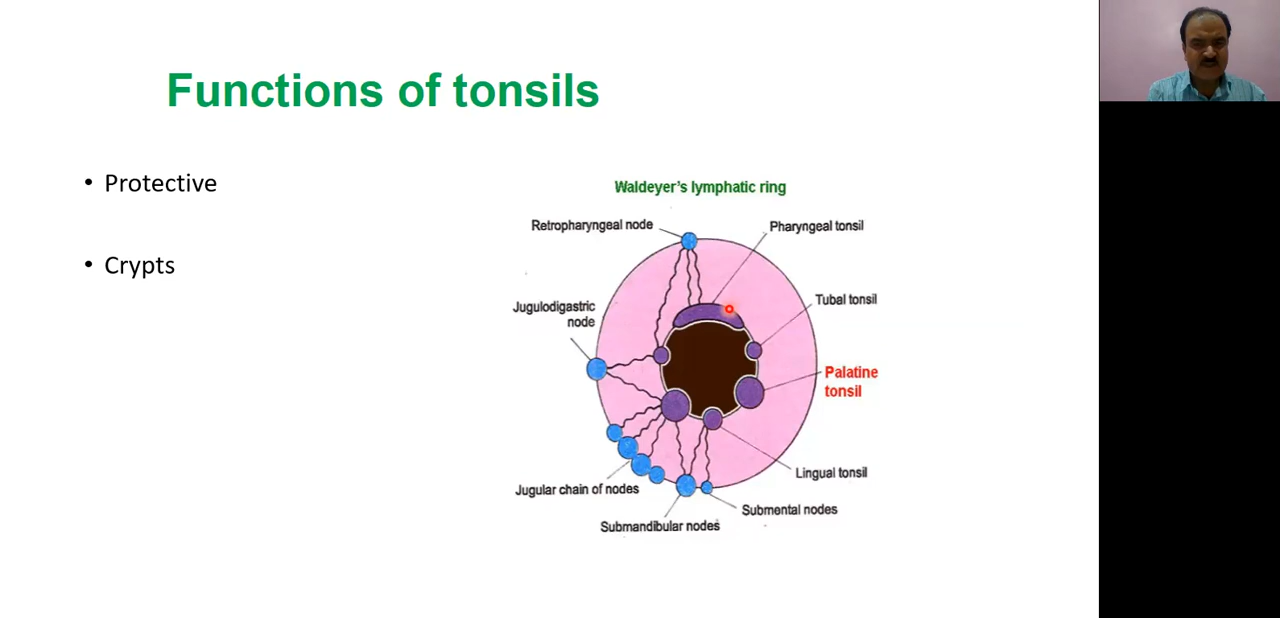 Functions of tonsils
• Protective
• Crypts
Waldeyer's lymphatic ring
Retropharyngeal node
Pharyngeal tonsil
Jugulodigastric
node
Tubal tonsil
Palatine
tonsil
Lingual tonsil
Jugular chain of nodes
Submental nodes
Submandibular nodes